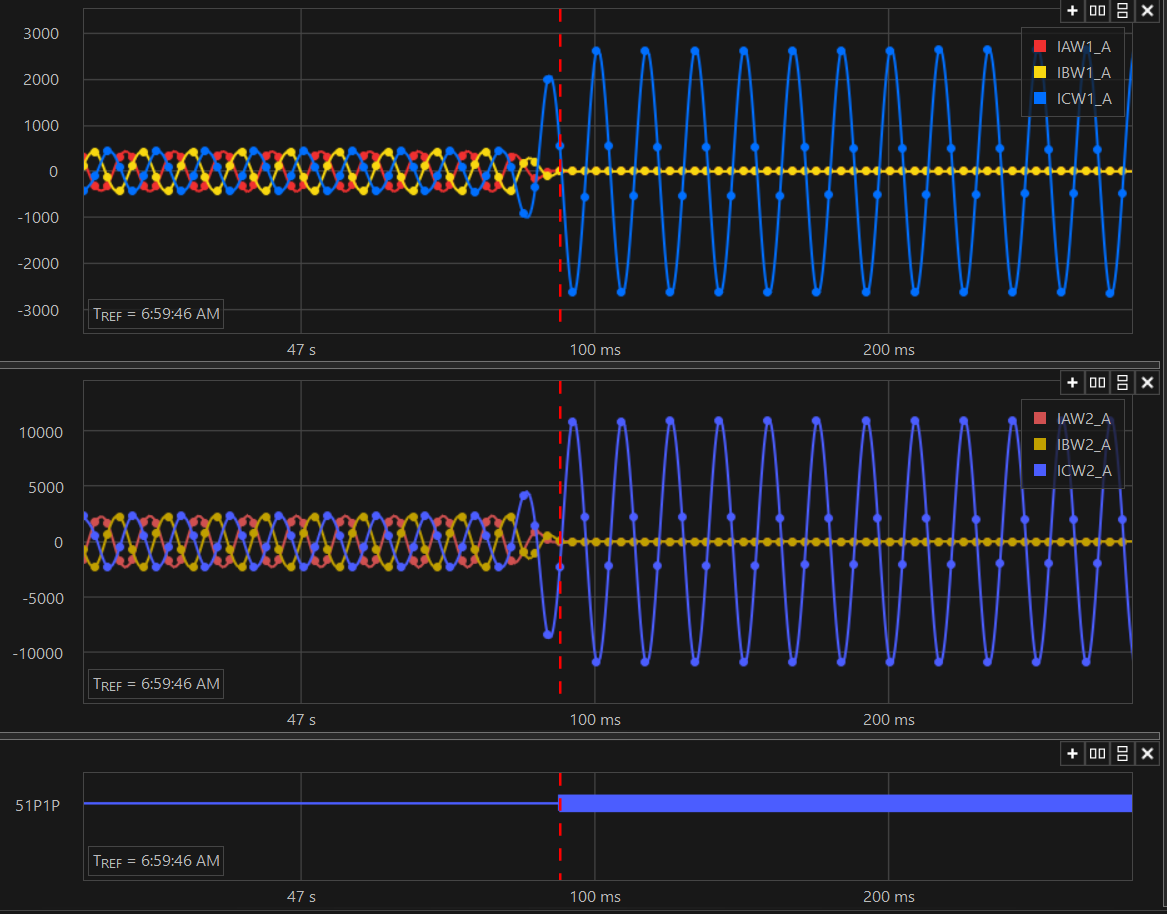 3000
2000
1000
0
-1000
-2000
-3000
IAW1_A
IBW1_A
ICW1_A
TREF = 6:59:46 AM
47 s
100 ms
200 ms
10000
5000
0
-5000
-10000
IAW2_A
IBW2_A
ICW2_A
TREF = 6:59:46 AM
47 s
100 ms
200 ms
51P1P
TREF = 6:59:46 AM
47 s
100 ms
200 ms